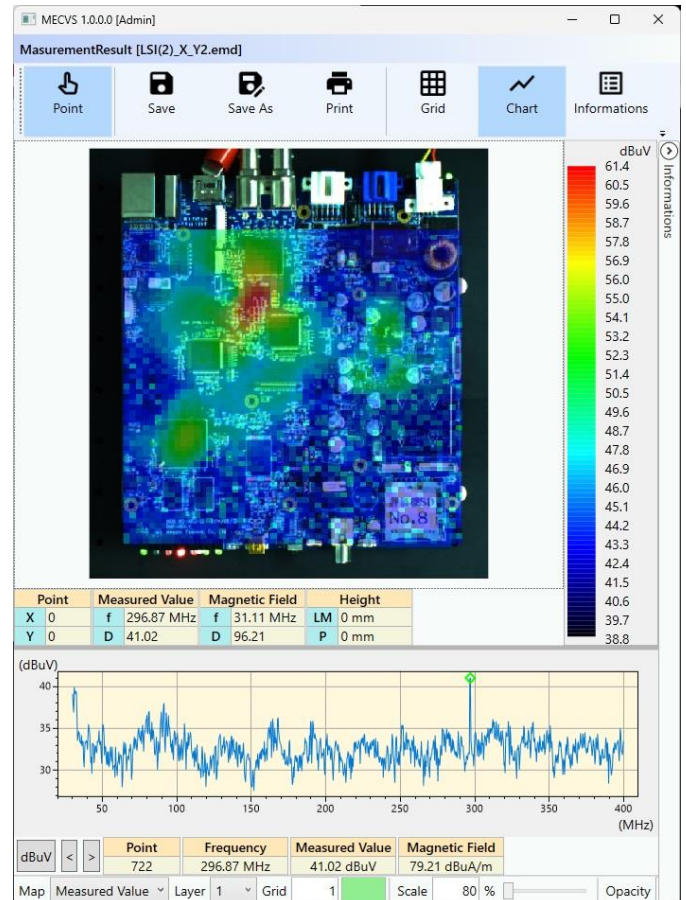 MECVS 1.0.0.0 [Admin]
MasurementResult [LSI(2)_X_Y2.emd]
Point Save Save As Print Grid Chart Informations
dBuV
Informations
61.4
60.5
59.6
58.7
57.8
56.9
56.0
55.0
54.1
53.2
52.3
51.4
50.5
49.6
48.7
47.8
46.9
46.0
45.1
44.2
43.3
42.4
41.5
40.6
39.7
38.8
No.8
Point Measured Value Magnetic Field Height
X 0 f 296.87 MHz f 31.11 MHz LM 0 mm
Y 0 D 41.02 D 96.21 P 0 mm
(dBuV)
40
35
30
50 100 150 200 250 300 350 400
(MHz)
dBuV < > Point Frequency Measured Value Magnetic Field
722 296.87 MHz 41.02 dBuV 79.21 dBuA/m
Map Measured Value Layer 1 Grid 1 Scale 80 % Opacity